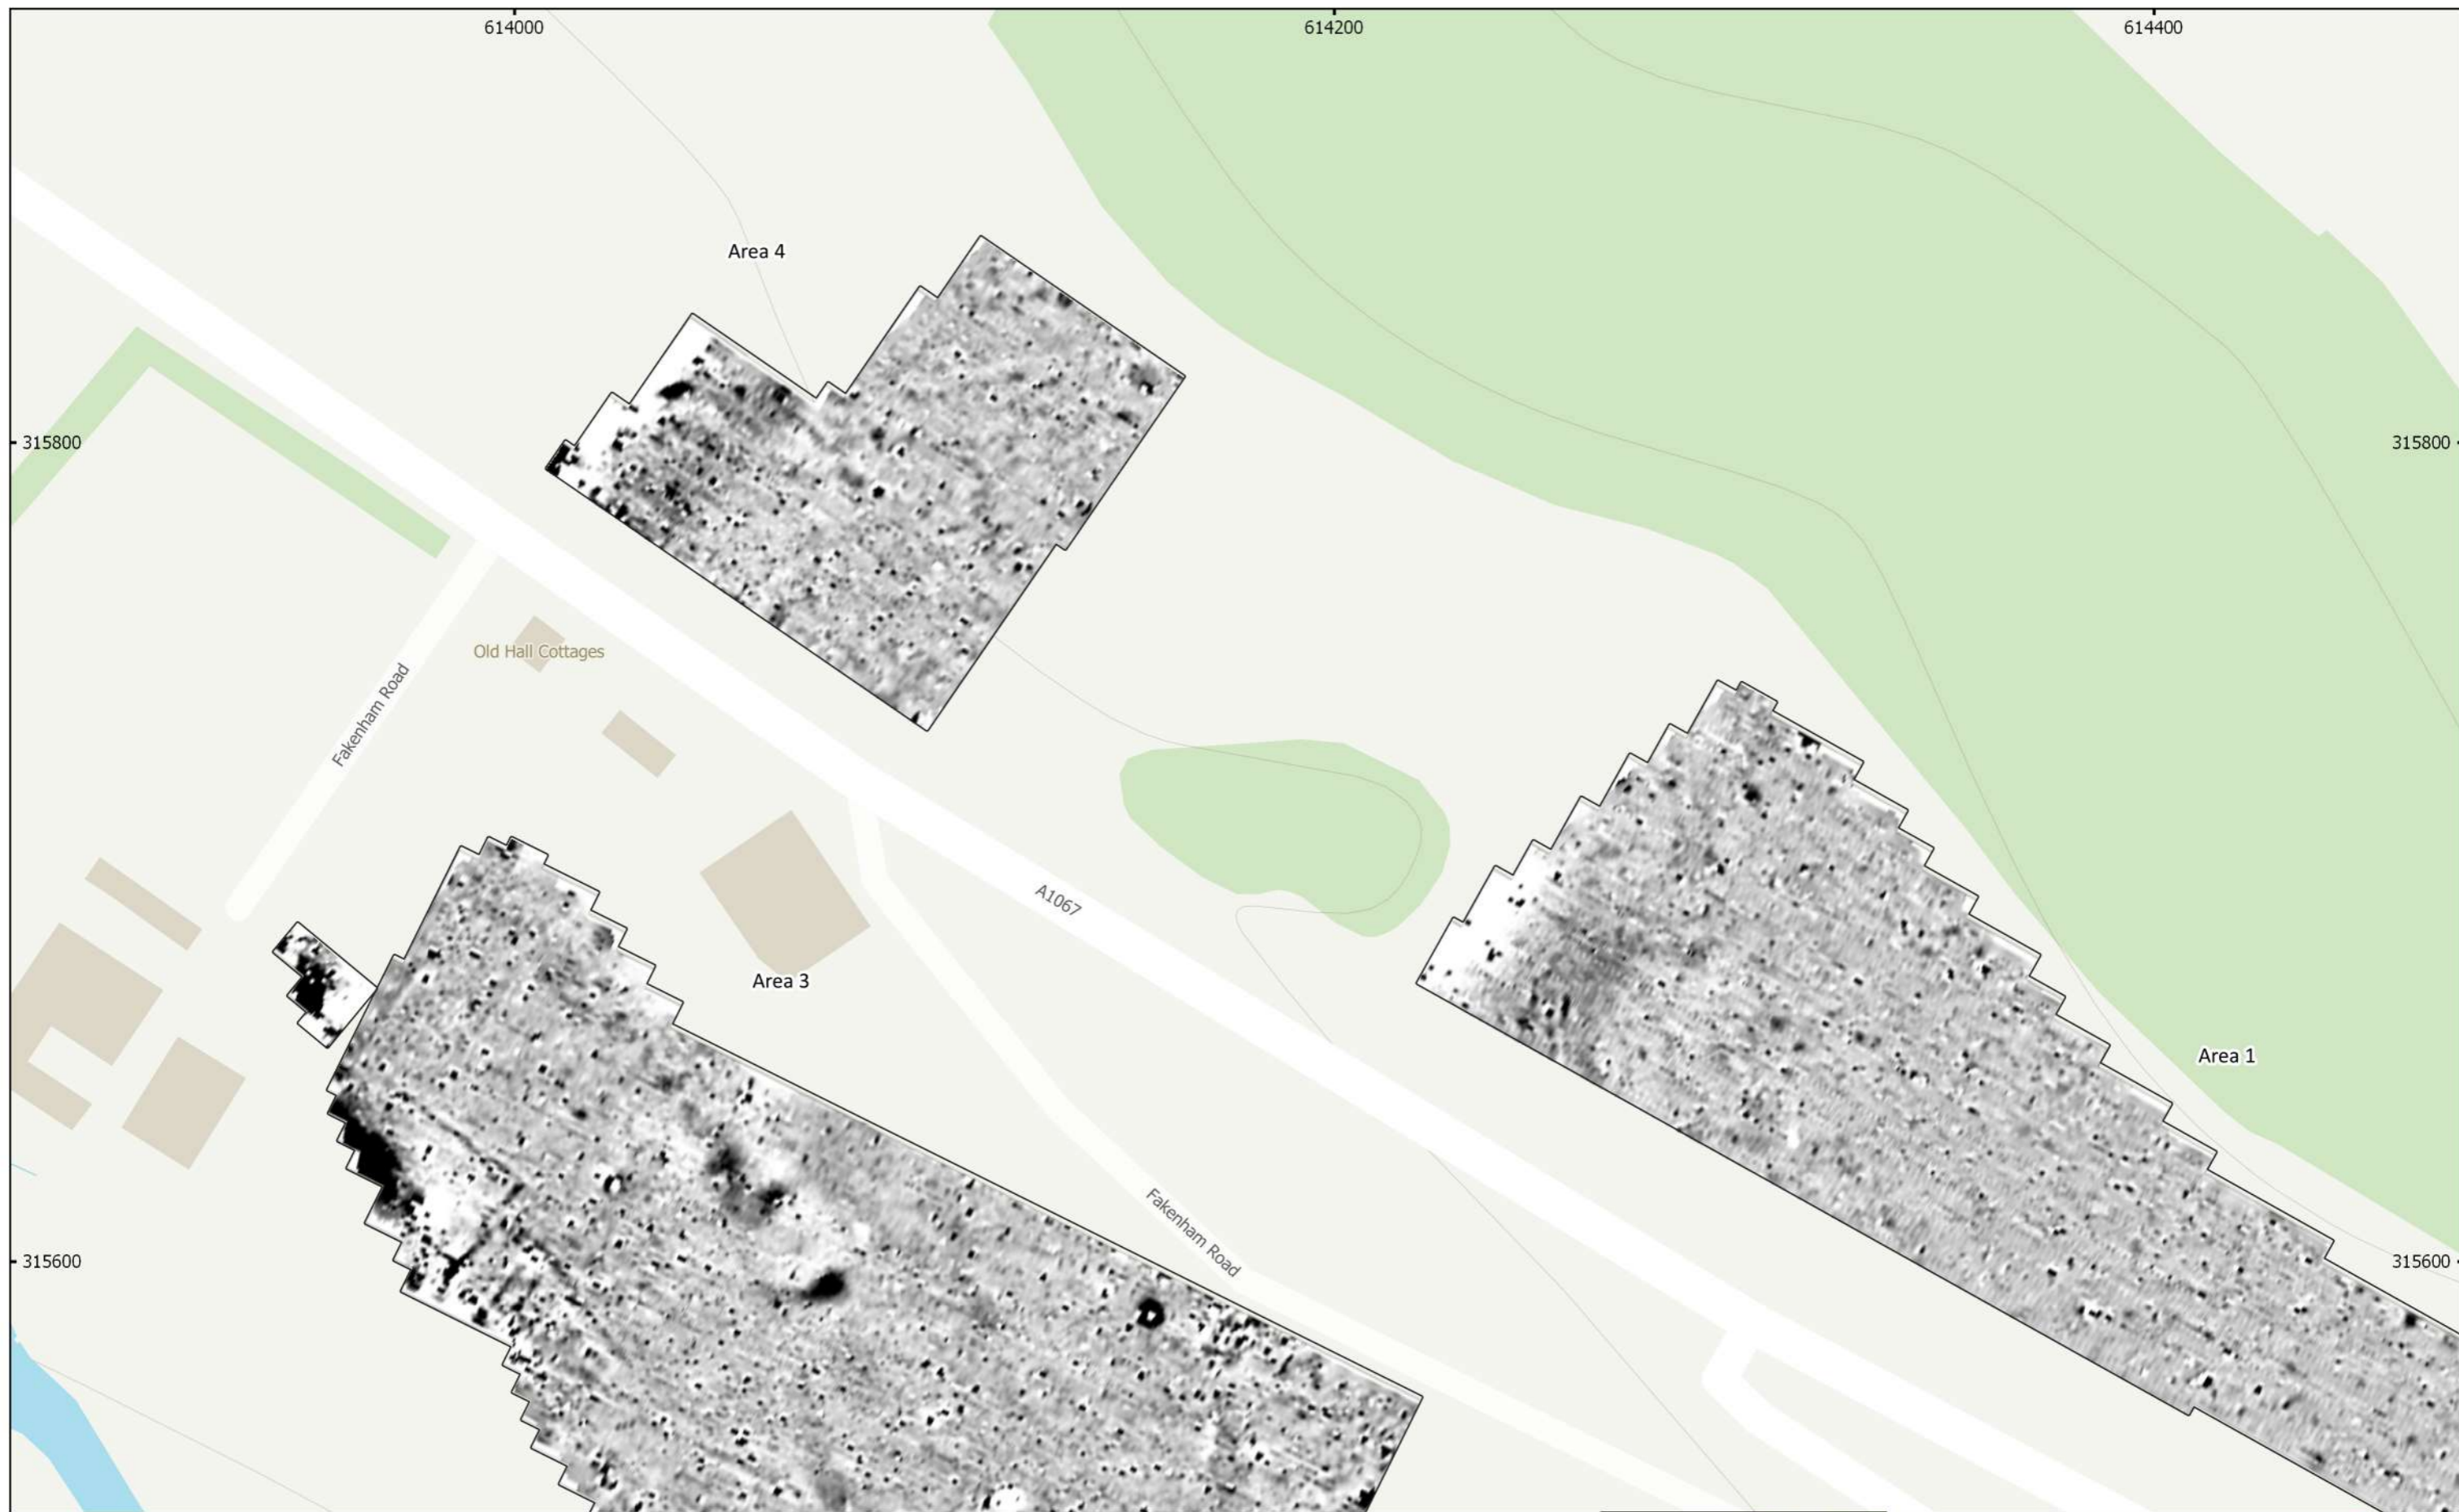 614000
614200
614400
Area 4
315800
315800
Old Hall Cottages
Fakenham Road
A1067
Area 3
Area 1
Fakenham Road
315600
315600